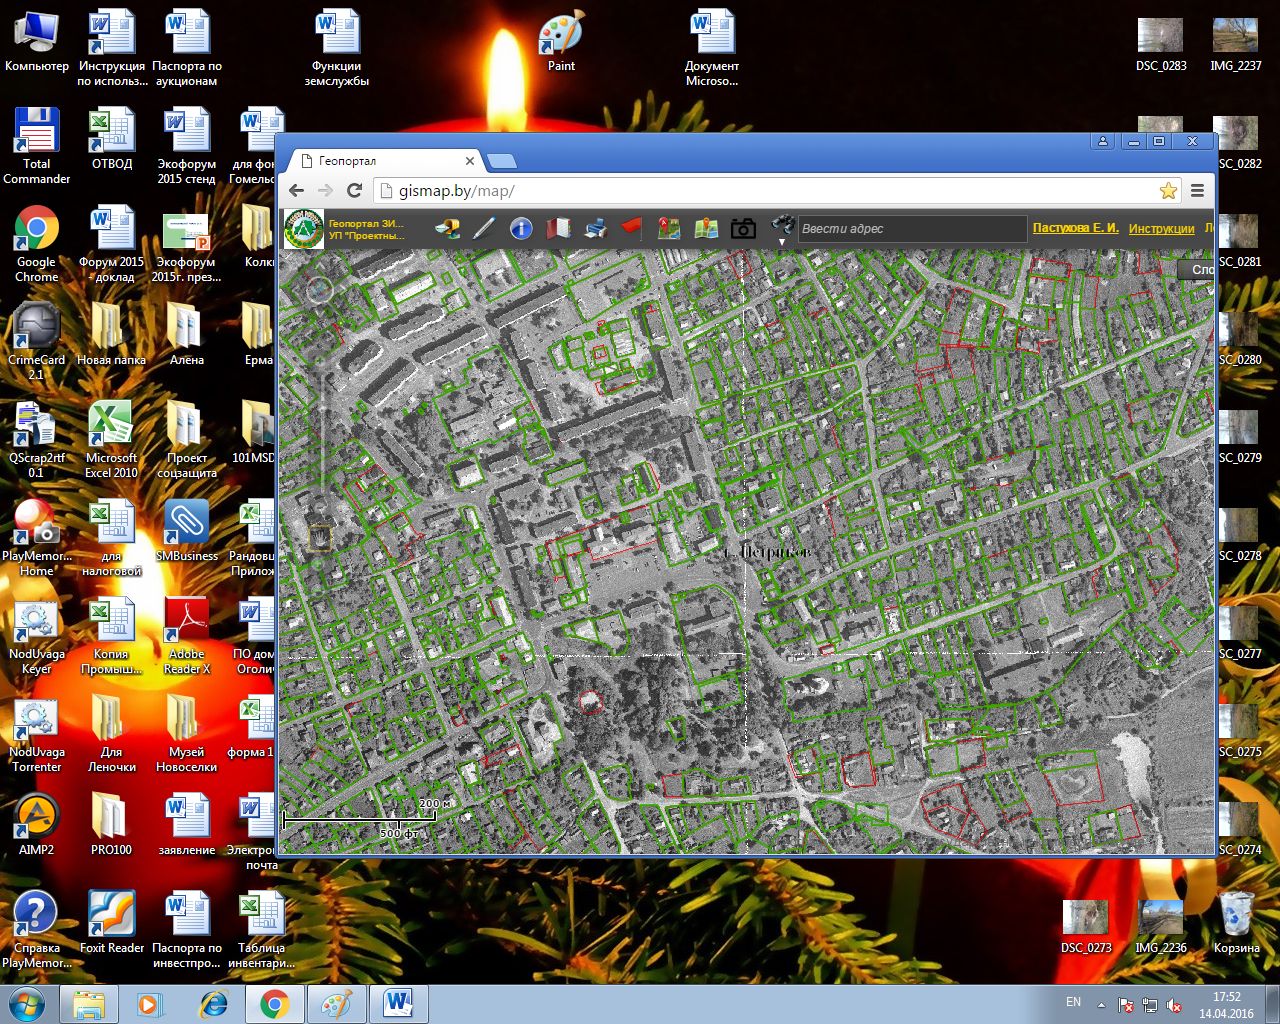 Компьютер
Инструкция
по использ...
Паспорта по
аукционам
Функции
землслужбы
Paint
Документ
Microso...
DSC_0283
IMG_2237
Total
Commander
ОТВОД
Экофорум
2015 стенд
для фон
Гомельс
SC_0282
Геопортал
gismap.by/map/
Геопортал ЗИ...
УП "Проектны...
Ввести адрес
Пастухова Е. И.
Инструкции
Сло
Google
Chrome
Форум 2015
- доклад
Экофорум
2015г. през...
Колк
SC_0281
CrimeCard
2.1
Новая папка
Алена
Ерма
SC_0280
QScrap2rtf
0.1
Microsoft
Excel 2010
Проект
соцзащита
101MSD
SC_0279
PlayMemor...
Home
для
налоговой
SMBusiness
Рандовц
Прилож
SC_0278
г. Петриков
NodUvaga
Keyer
Копия
Промыш...
Adobe
Reader X
ПО дом
Оголич
SC_0277
NodUvaga
Torrenter
Для
Леночки
Музей
Новоселки
форма 1
SC_0275
200 м
500 фт
AIMP2
PRO100
заявление
Электрон
почта
SC_0274
Справка
PlayMemor...
Foxit Reader
Паспорта по
инвестпро...
Таблица
инвентари...
DSC_0273
IMG_2236
Корзина
EN
17:52
14.04.2016